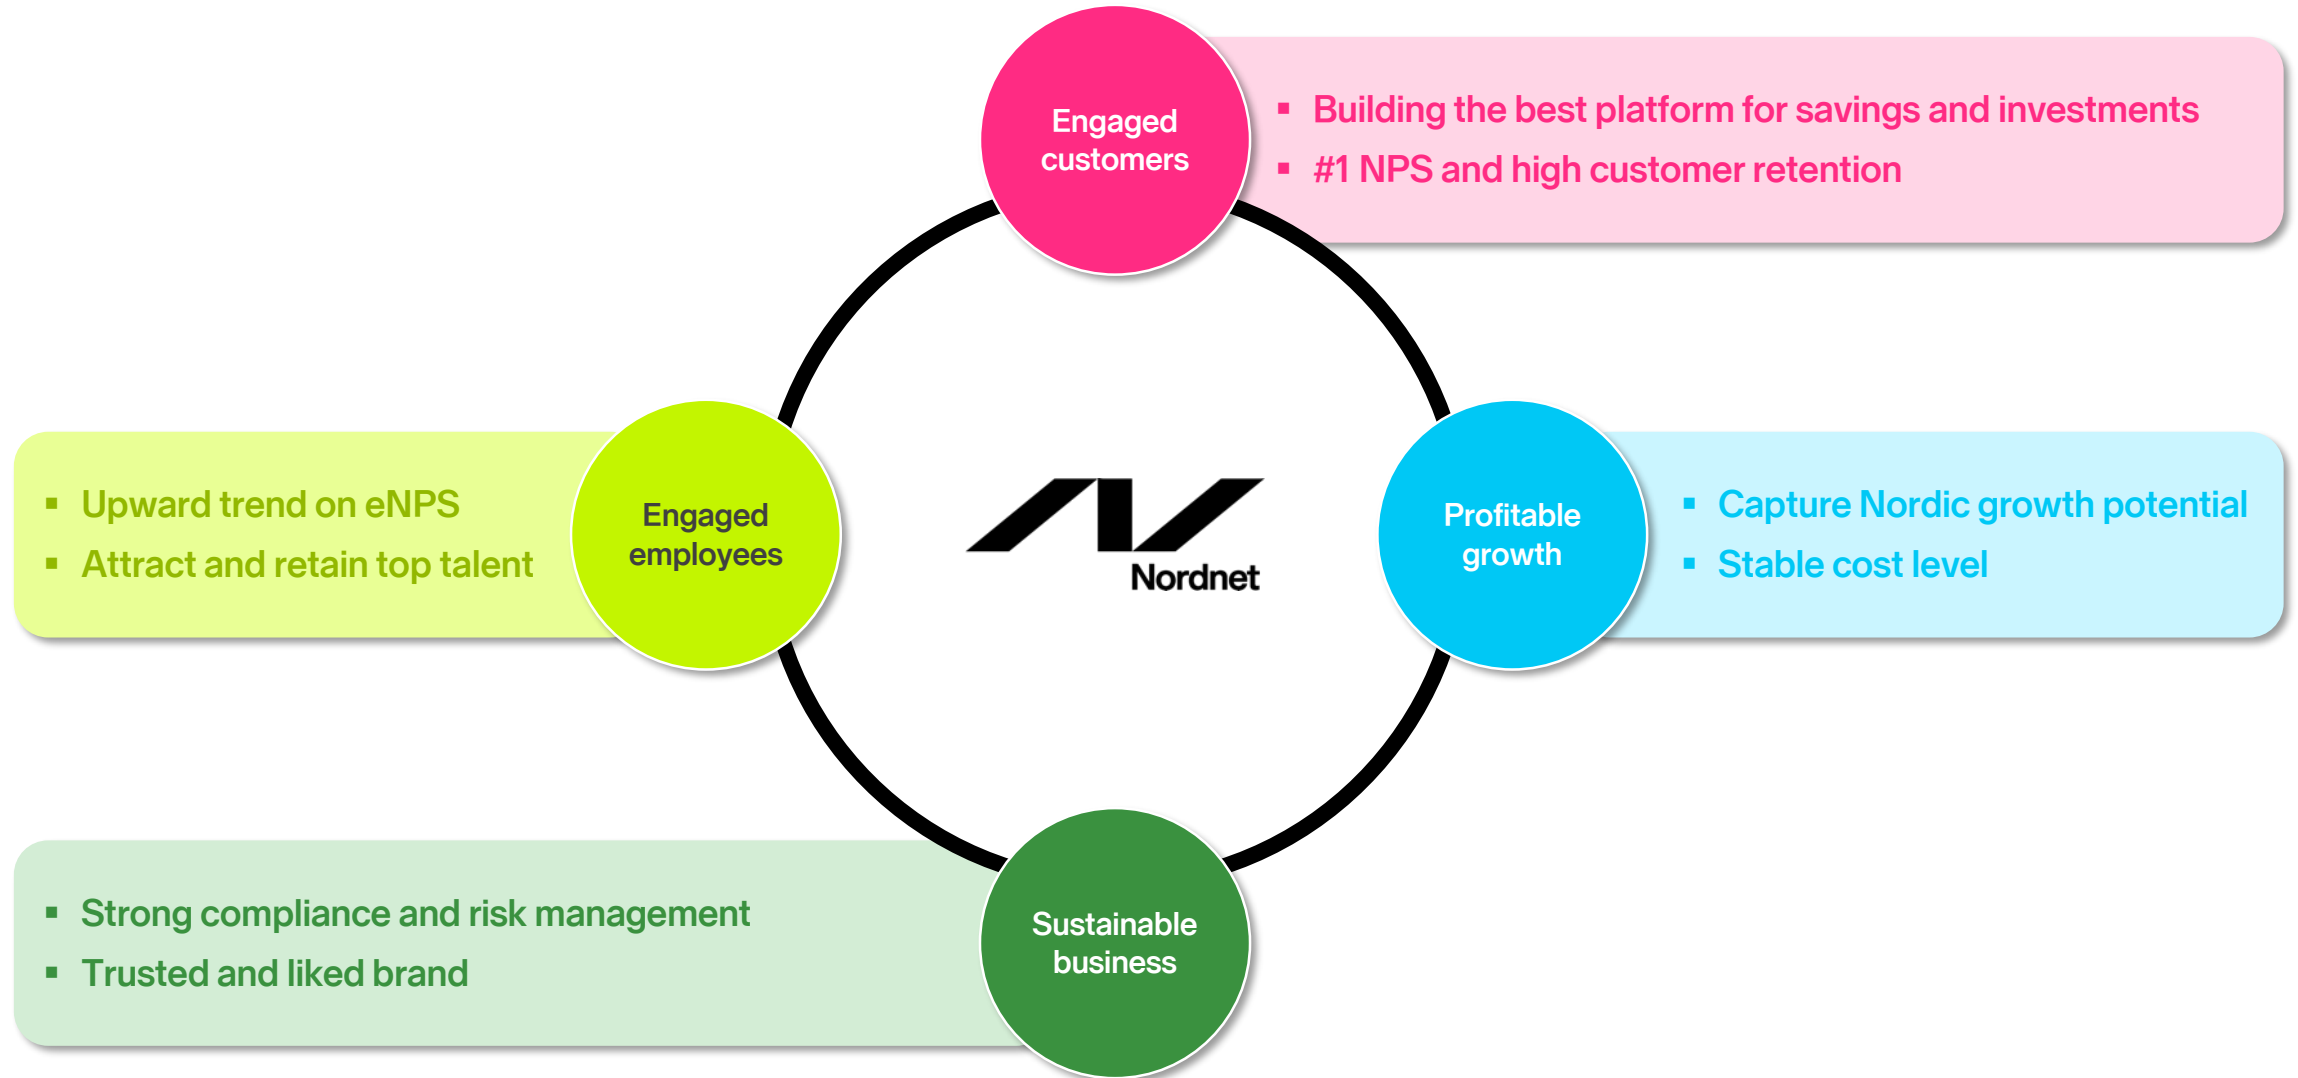 Engaged
customers
▪ Building the best platform for savings and investments
▪ #1 NPS and high customer retention
▪ Upward trend on eNPS
▪ Attract and retain top talent
Engaged
employees
Nordnet
Profitable
growth
▪ Capture Nordic growth potential
▪ Stable cost level
▪ Strong compliance and risk management
▪ Trusted and liked brand
Sustainable
business